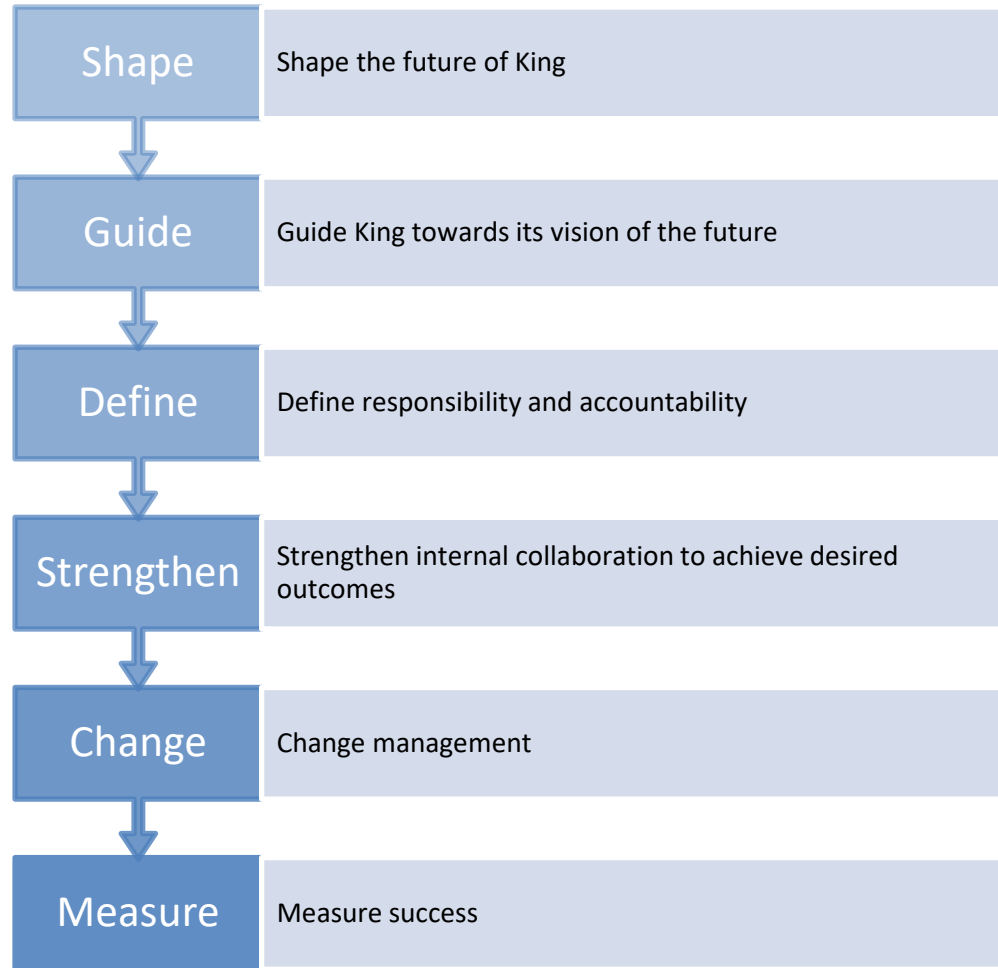 Shape
Shape the future of King
Guide
Guide King towards its vision of the future
Define
Define responsibility and accountability
Strengthen
Strengthen internal collaboration to achieve desired
outcomes
Change
Change management
Measure
Measure success